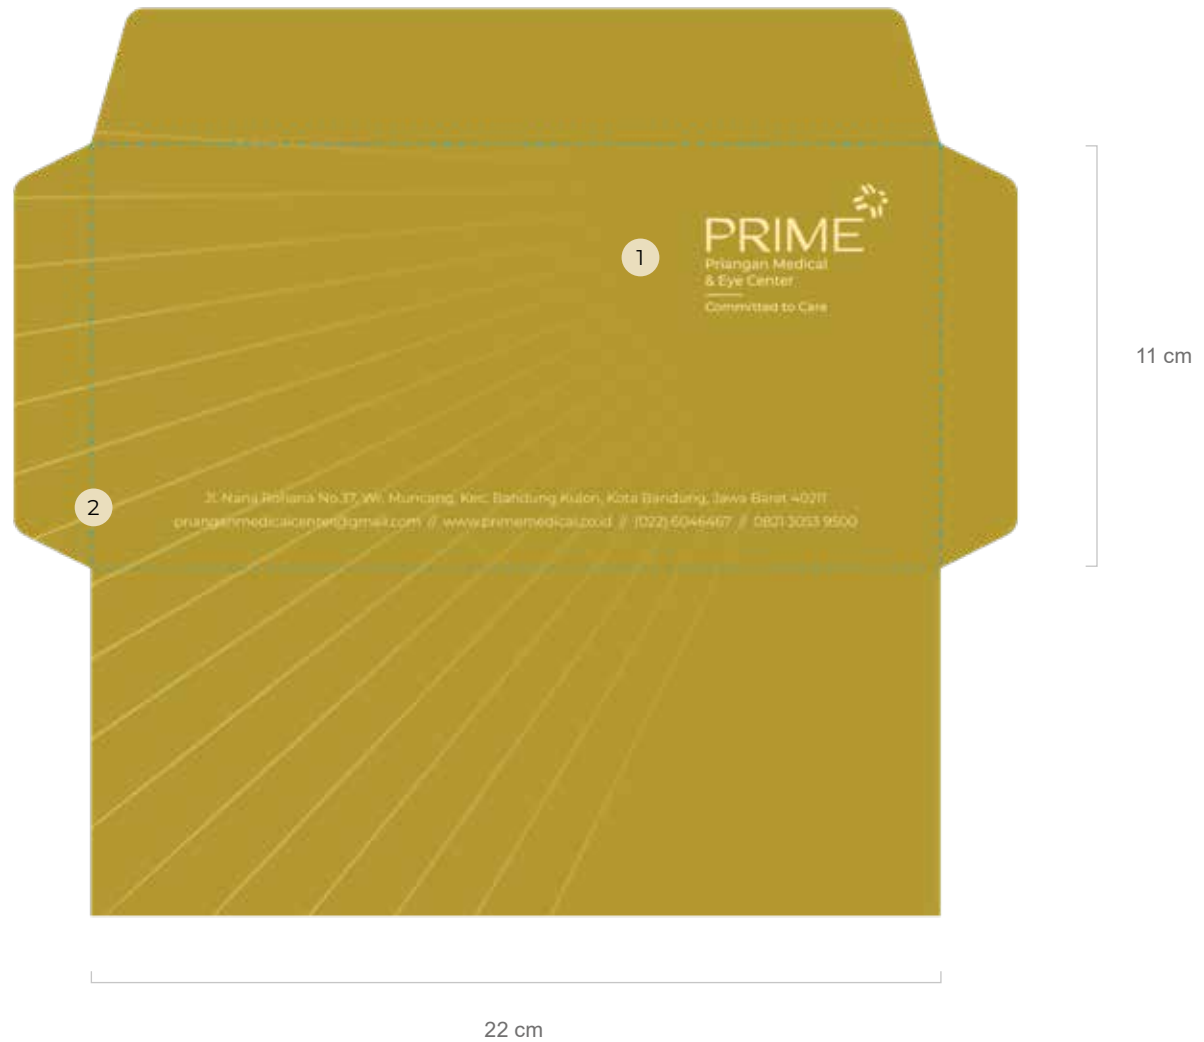 PRIME
Priangan Medical
& Eye Center
Committed to Care
1
11 cm
2
Jl. Nana Rohana No.37, Wr. Muncang, Kec. Bandung Kulon, Kota Bandung, Jawa Barat 40211
prianganmedicalcenter@gmail.com // www.primemedical.co.id // (022) 6046467 // 0821 3053 9500
22 cm